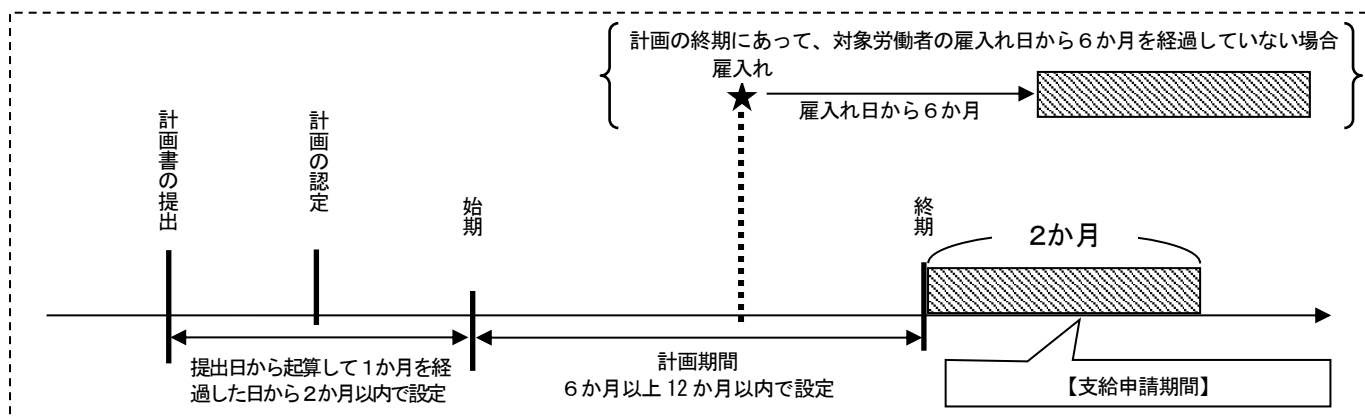 計画の終期にあって、対象労働者の雇入れ日から６か月を経過していない場合
雇入れ
雇入れ日から６か月
計画書の提出
計画の認定
始期
終期
２か月
提出日から起算して１か月を経
過した日から２か月以内で設定
計画期間
６か月以上 12 か月以内で設定
【支給申請期間】